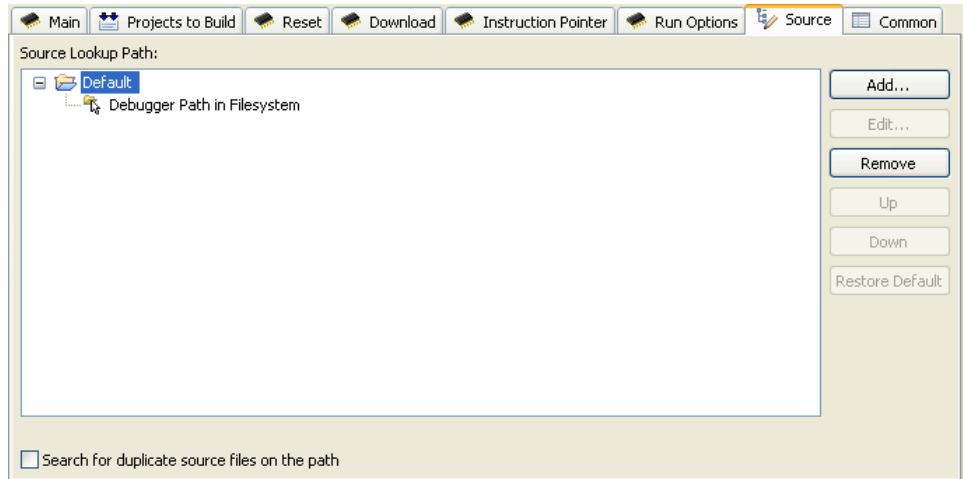 Main Projects to Build Reset Download Instruction Pointer Run Options Source Common
Source Lookup Path:
Default
Debugger Path in Filesystem
Add...
Edit...
Remove
Up
Down
Restore Default
Search for duplicate source files on the path